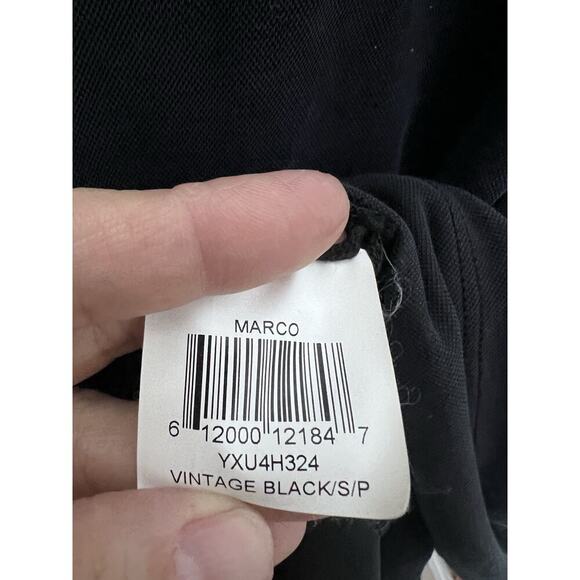 MARCO
6 12000 12184 7
YXU4H324
VINTAGE BLACK/S/P